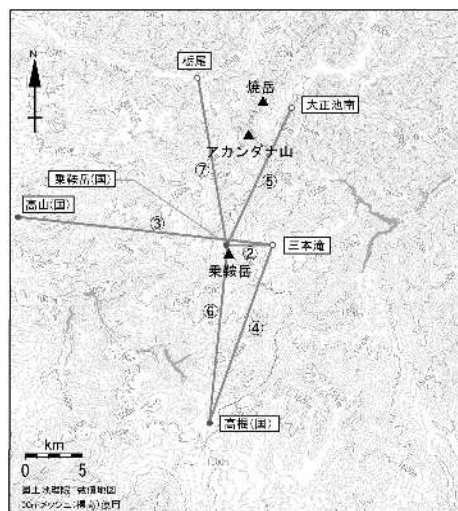 栃尾
焼岳
大正池南
N
アカンダナ山
⑦
⑤
乗鞍岳(国)
高山(国)
③
②
三本滝
乗鞍岳
⑥
④
高根(国)
km
0 5
国土地理院 数値地図